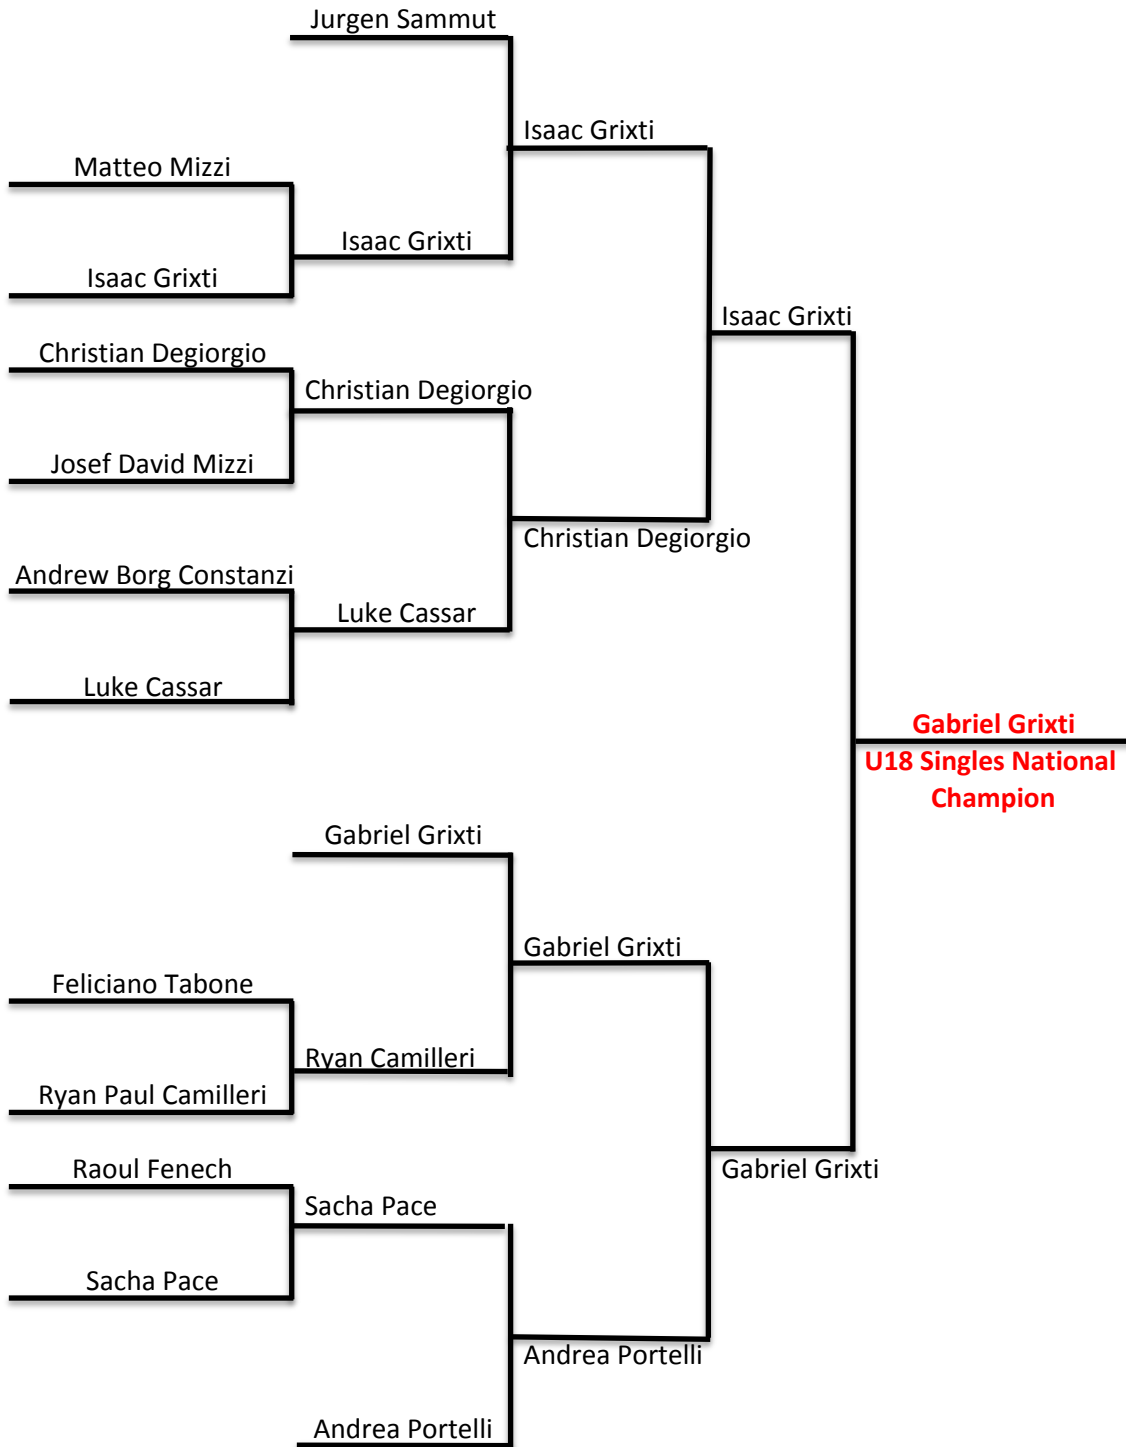 Jurgen Sammut
Isaac Grixti
Matteo Mizzi
Isaac Grixti
Isaac Grixti
Isaac Grixti
Christian Degiorgio
Christian Degiorgio
Josef David Mizzi
Christian Degiorgio
Andrew Borg Constanzi
Luke Cassar
Luke Cassar
Gabriel Grixti
U18 Singles National
Champion
Gabriel Grixti
Gabriel Grixti
Feliciano Tabone
Ryan Camilleri
Ryan Paul Camilleri
Raoul Fenech
Gabriel Grixti
Sacha Pace
Sacha Pace
Andrea Portelli
Andrea Portelli